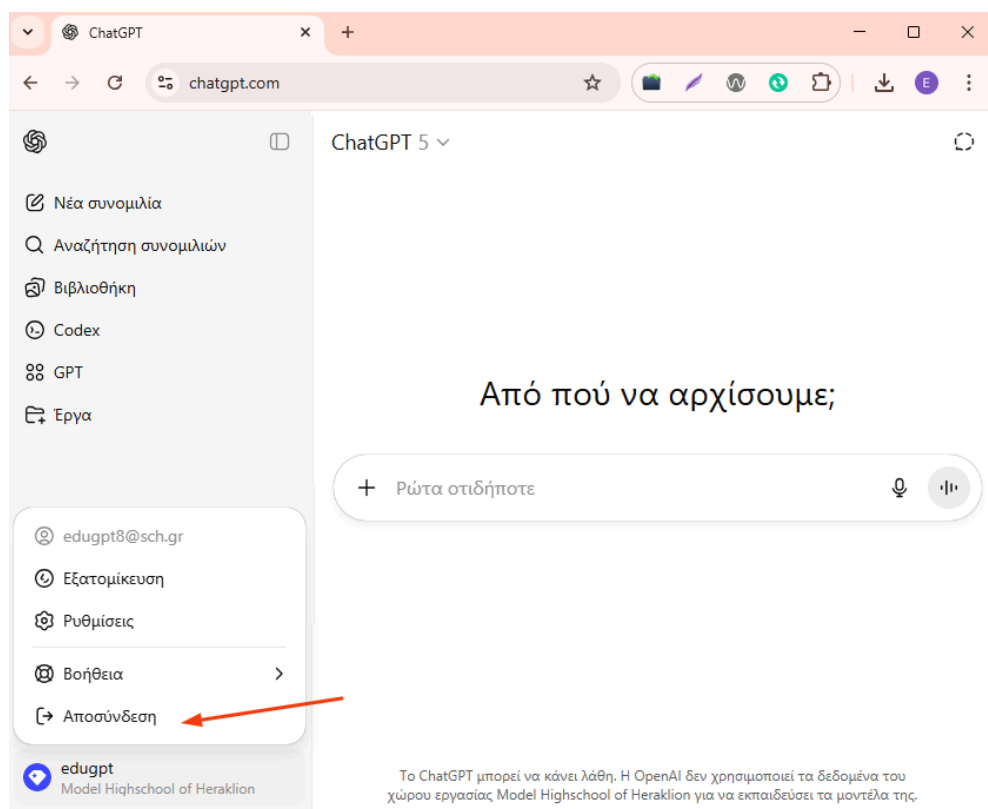 ChatGPT
chatgpt.com
E
ChatGPT 5
Νέα συνομιλία
Αναζήτηση συνομιλιών
Βιβλιοθήκη
Codex
GPT
Έργα
Από πού να αρχίσουμε;
Ρώτα οτιδήποτε
edugpt8@sch.gr
Εξατομίκευση
Ρυθμίσεις
Βοήθεια
Αποσύνδεση
edugpt
Model Highschool of Heraklion
Το ChatGPT μπορεί να κάνει λάθη. Η OpenAI δεν χρησιμοποιεί τα δεδομένα του
χώρου εργασίας Model Highschool of Heraklion για να εκπαιδεύσει τα μοντέλα της.